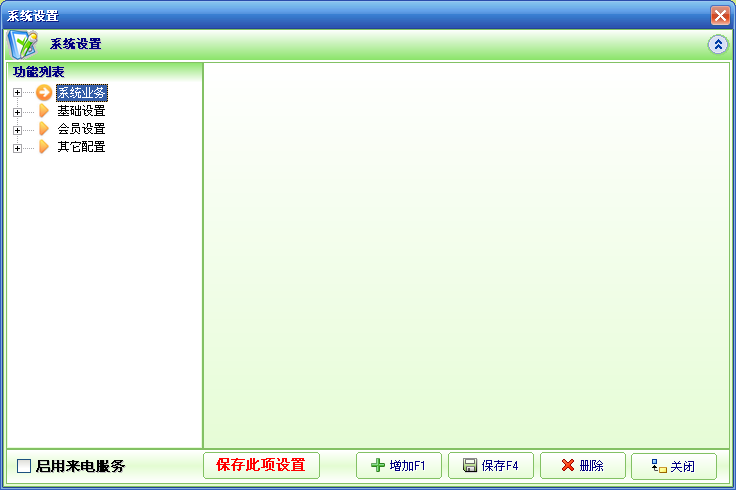 系统设置
系统设置
功能列表
系统业务
基础设置
会员设置
其它配置
启用来电服务
保存此项设置
增加F1
保存F4
删除
关闭